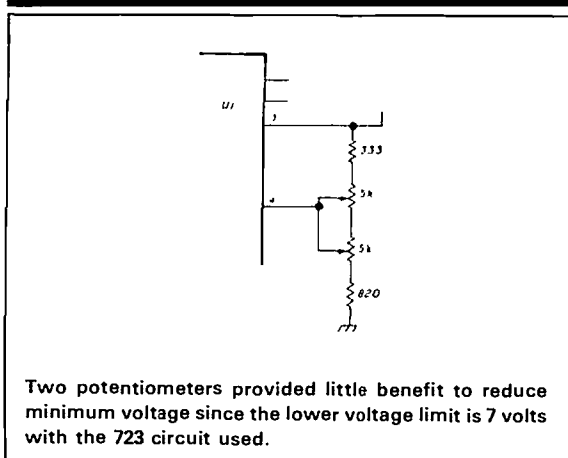 U1
3
333
5k
4
5k
820
Two potentiometers provided little benefit to reduce
minimum voltage since the lower voltage limit is 7 volts
with the 723 circuit used.